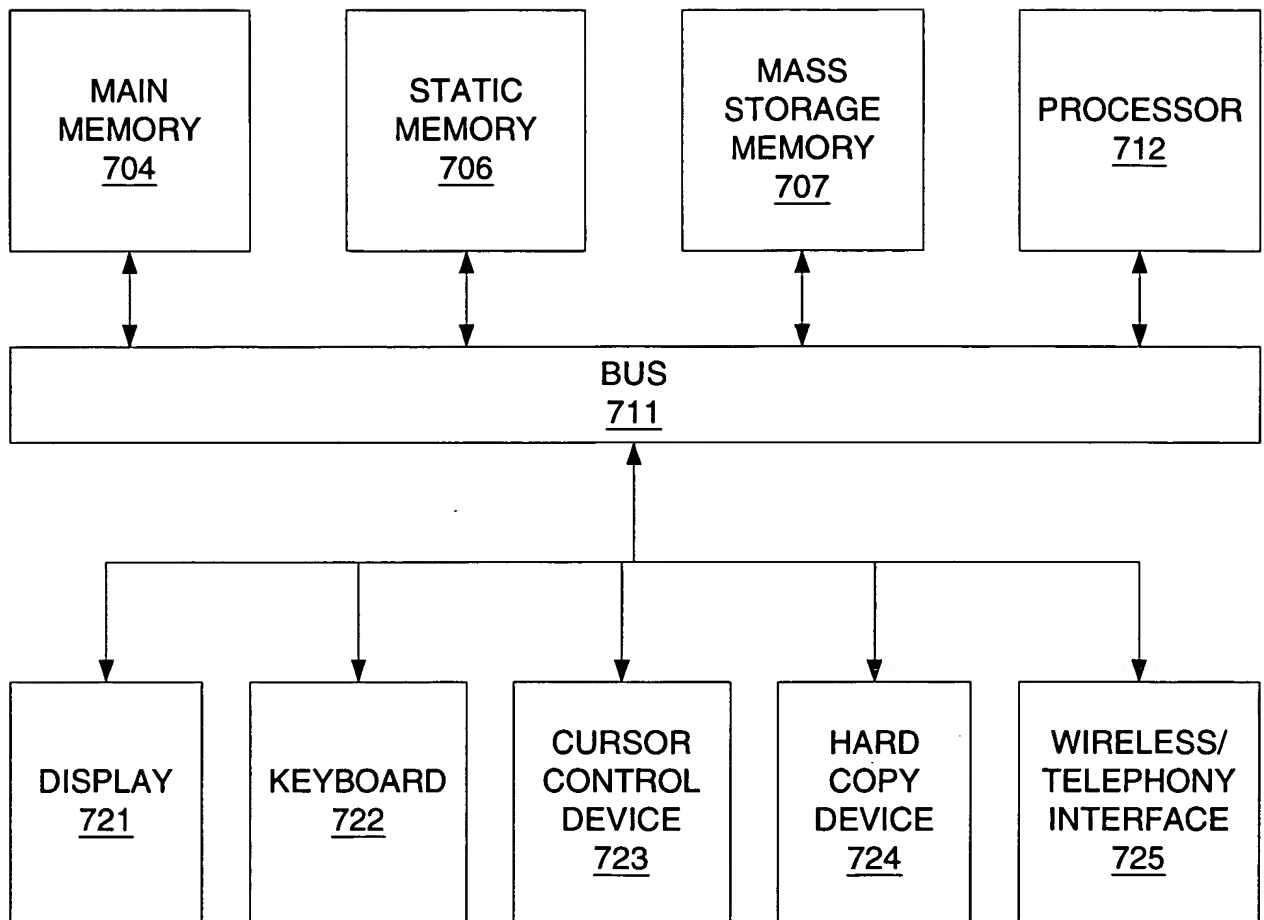 MAIN
MEMORY
704
STATIC
MEMORY
706
MASS
STORAGE
MEMORY
707
PROCESSOR
712
BUS
711
DISPLAY
721
KEYBOARD
722
CURSOR
CONTROL
DEVICE
723
HARD
COPY
DEVICE
724
WIRELESS/
TELEPHONY
INTERFACE
725